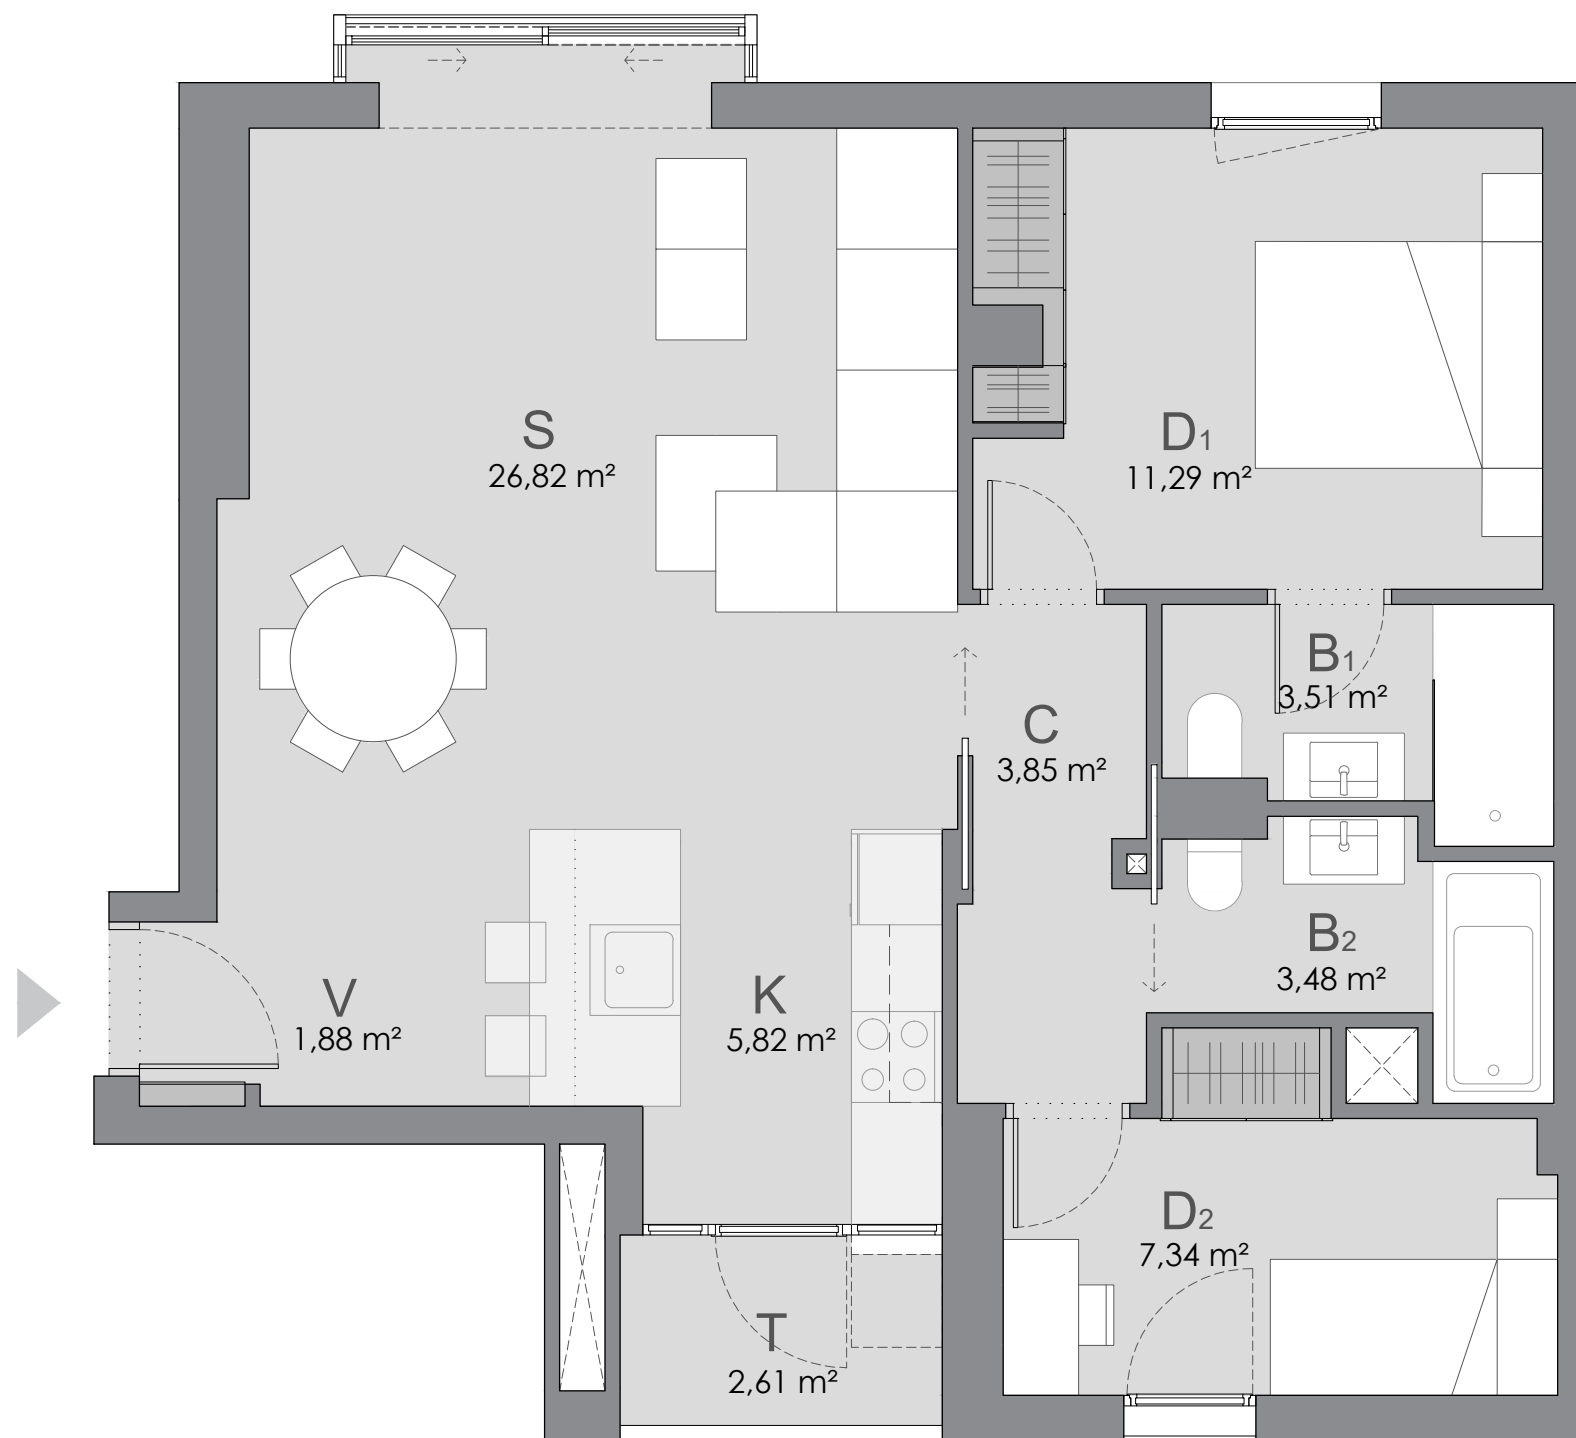 S
26,82 m²
D1
11,29 m²
B1
3,51 m²
C
3,85 m²
B2
3,48 m²
V
1,88 m²
K
5,82 m²
D2
7,34 m²
T
2,61 m²